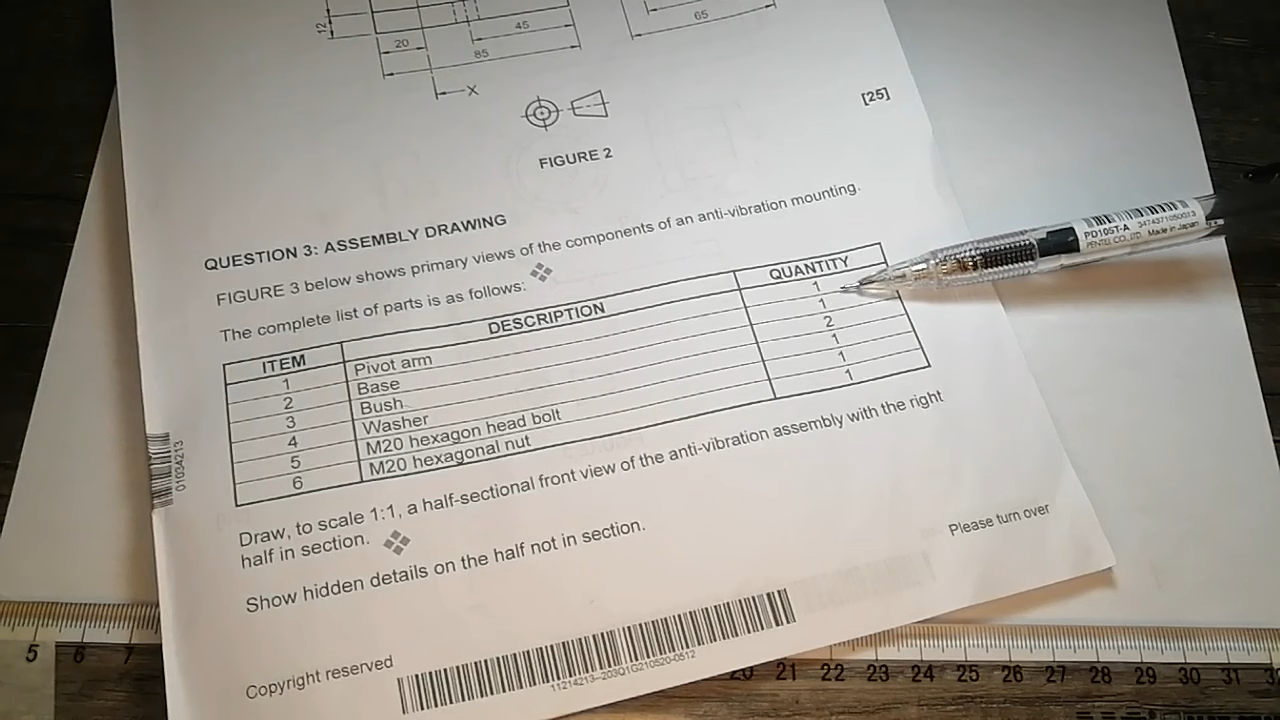 12
20
45
85
65
X
[25]
FIGURE 2
QUESTION 3: ASSEMBLY DRAWING
FIGURE 3 below shows primary views of the components of an anti-vibration mounting.
The complete list of parts is as follows:
ITEM DESCRIPTION QUANTITY
1 Pivot arm 1
2 Base 1
3 Bush 2
4 Washer 1
5 M20 hexagon head bolt 1
6 M20 hexagonal nut 1
Draw, to scale 1:1, a half-sectional front view of the anti-vibration assembly with the right
half in section.
Show hidden details on the half not in section.
Please turn over
Copyright reserved
11214213--203Q1G210520-0512
01034213
PD105T-A 3474371050013
PENTEL CO.,LTD. Made in Japan
5 6 7 20 21 22 23 24 25 26 27 28 29 30 31 32